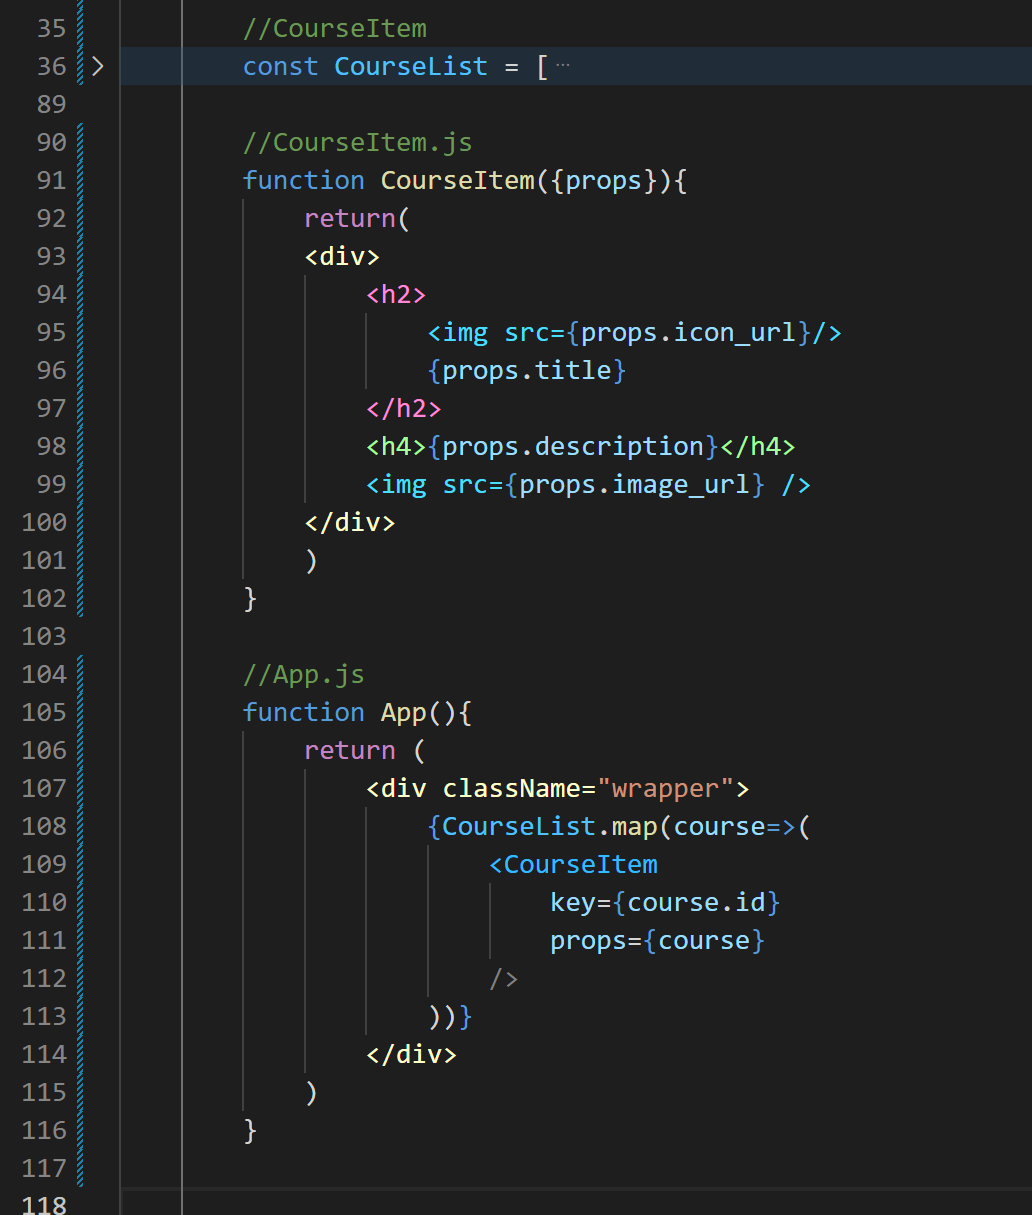 35 //CourseItem
36 > const CourseList = [ ···
89
90 //CourseItem.js
91 function CourseItem({props}){
92 return(
93 <div>
94 <h2>
95 <img src={props.icon_url}/>
96 {props.title}
97 </h2>
98 <h4>{props.description}</h4>
99 <img src={props.image_url} />
100 </div>
101 )
102 }
103
104 //App.js
105 function App(){
106 return (
107 <div className="wrapper">
108 {CourseList.map(course=>(
109 <CourseItem
110 key={course.id}
111 props={course}
112 />
113 ))}
114 </div>
115 )
116 }
117
118